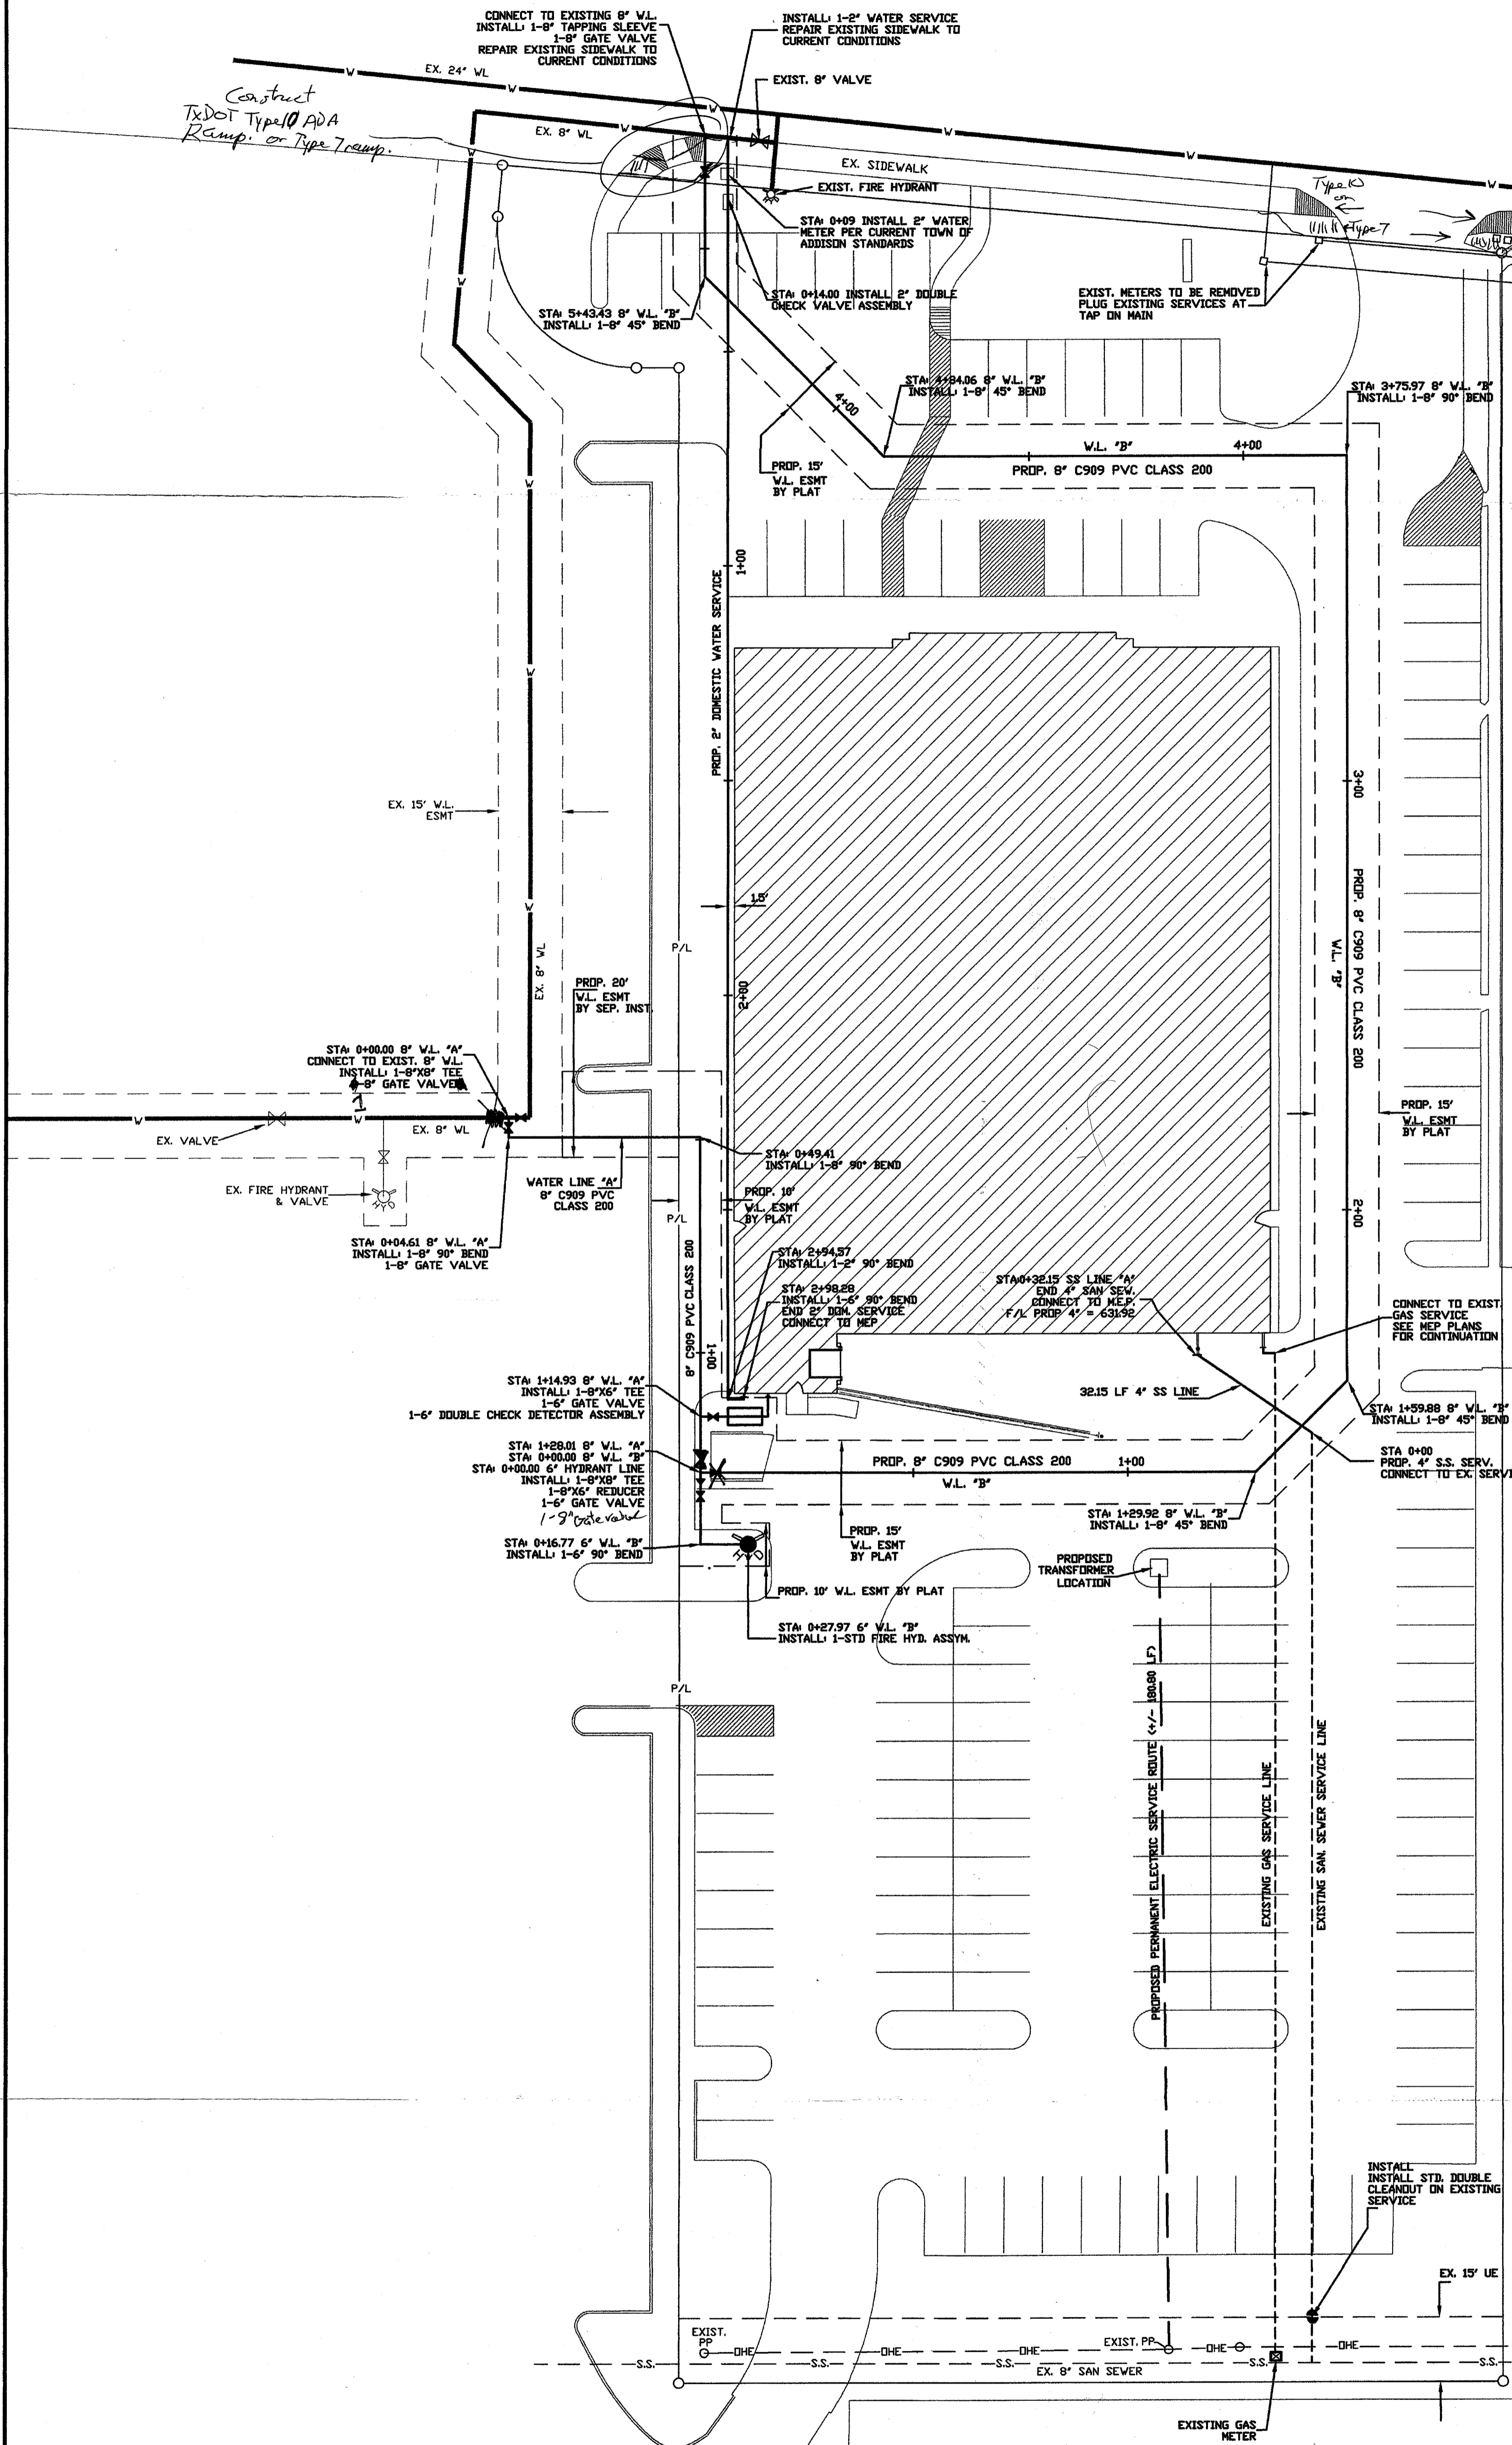 CONNECT TO EXISTING 8" W.L.
INSTALL: 1-8" TAPPING SLEEVE
1-8" GATE VALVE
REPAIR EXISTING SIDEWALK TO
CURRENT CONDITIONS
INSTALL: 1-2" WATER SERVICE
REPAIR EXISTING SIDEWALK TO
CURRENT CONDITIONS
EX. 24" WL
W
W
W
W
W
EXIST. 8" VALVE
Construct
TxDOT Type 10 ADA
Ramp. or Type 7 ramp.
EX. 8" WL
W
W
W
W
W
W
EX. SIDEWALK
EXIST. FIRE HYDRANT
Type 10
or
Type 7
STA: 0+09 INSTALL 2" WATER
METER PER CURRENT TOWN OF
ADDISON STANDARDS
STA: 0+14.00 INSTALL 2" DOUBLE
CHECK VALVE ASSEMBLY
EXIST. METERS TO BE REMOVED
PLUG EXISTING SERVICES AT
TAP ON MAIN
STA: 5+43.43 8" W.L. "B"
INSTALL: 1-8" 45° BEND
STA: 4+84.06 8" W.L. "B"
INSTALL: 1-8" 45° BEND
STA: 3+75.97 8" W.L. "B"
INSTALL: 1-8" 90° BEND
4+00
W.L. "B"
4+00
PROP. 8" C909 PVC CLASS 200
PROP. 15'
W.L. ESMT
BY PLAT
1+00
PROP. 2" DOMESTIC WATER SERVICE
3+00
EX. 15' W.L.
ESMT
PROP. 8" C909 PVC CLASS 200
W.L. "B"
1.5'
P/L
EX. 8" WL
PROP. 20'
W.L. ESMT
BY SEP. INST.
2+00
STA: 0+00.00 8" W.L. "A"
CONNECT TO EXIST. 8" W.L.
INSTALL: 1-8"X8" TEE
1
-8" GATE VALVE
W
W
EX. 8" WL
EX. VALVE
PROP. 15'
W.L. ESMT
BY PLAT
STA: 0+49.41
INSTALL: 1-8" 90° BEND
WATER LINE "A"
8" C909 PVC
CLASS 200
EX. FIRE HYDRANT
& VALVE
PROP. 10'
W.L. ESMT
BY PLAT
P/L
2+00
STA: 0+04.61 8" W.L. "A"
INSTALL: 1-8" 90° BEND
1-8" GATE VALVE
8" C909 PVC CLASS 200
STA: 2+94.57
INSTALL: 1-2" 90° BEND
STA: 2+98.28
INSTALL: 1-6" 90° BEND
END 2" DOM. SERVICE
CONNECT TO MEP
STA:0+32.15 SS LINE "A"
END 4" SAN SEW.
CONNECT TO M.E.P.
F/L PROP 4" = 631.92
CONNECT TO EXIST.
GAS SERVICE
SEE MEP PLANS
FOR CONTINUATION
1+00
STA: 1+14.93 8" W.L. "A"
INSTALL: 1-8"X6" TEE
1-6" GATE VALVE
1-6" DOUBLE CHECK DETECTOR ASSEMBLY
32.15 LF 4" SS LINE
STA: 1+59.88 8" W.L. "B"
INSTALL: 1-8" 45° BEND
STA: 1+28.01 8" W.L. "A"
STA: 0+00.00 8" W.L. "B"
STA: 0+00.00 6" HYDRANT LINE
INSTALL: 1-8"X8" TEE
1-8"X6" REDUCER
1-6" GATE VALVE
1-8" Gate valve
PROP. 8" C909 PVC CLASS 200
1+00
W.L. "B"
STA 0+00
PROP. 4" S.S. SERV.
CONNECT TO EX. SERVI
STA: 1+29.92 8" W.L. "B"
INSTALL: 1-8" 45° BEND
STA: 0+16.77 6" W.L. "B"
INSTALL: 1-6" 90° BEND
PROP. 15'
W.L. ESMT
BY PLAT
PROPOSED
TRANSFORMER
LOCATION
PROP. 10' W.L. ESMT BY PLAT
STA: 0+27.97 6" W.L. "B"
INSTALL: 1-STD FIRE HYD. ASSYM.
P/L
PROPOSED PERMANENT ELECTRIC SERVICE ROUTE (+/- 180.80 LF)
EXISTING GAS SERVICE LINE
EXISTING SAN. SEWER SERVICE LINE
INSTALL
INSTALL STD. DOUBLE
CLEANOUT ON EXISTING
SERVICE
EX. 15' UE
EXIST.
PP
OHE
OHE
OHE
EXIST. PP
OHE
OHE
S.S.
S.S.
S.S.
EX. 8" SAN SEWER
S.S.
S.S.
EXISTING GAS
METER